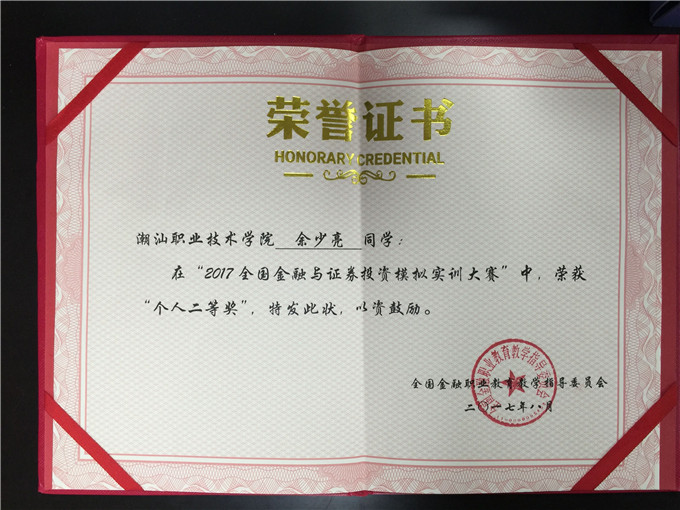 荣誉证书
HONORARY CREDENTIAL
潮汕职业技术学院 余少亮 同学：
在“2017全国金融与证券投资模拟实训大赛”中，荣获
“个人二等奖”，特发此状，以资鼓励。
全国金融职业教育教学指导委员会
二〇一七年八月